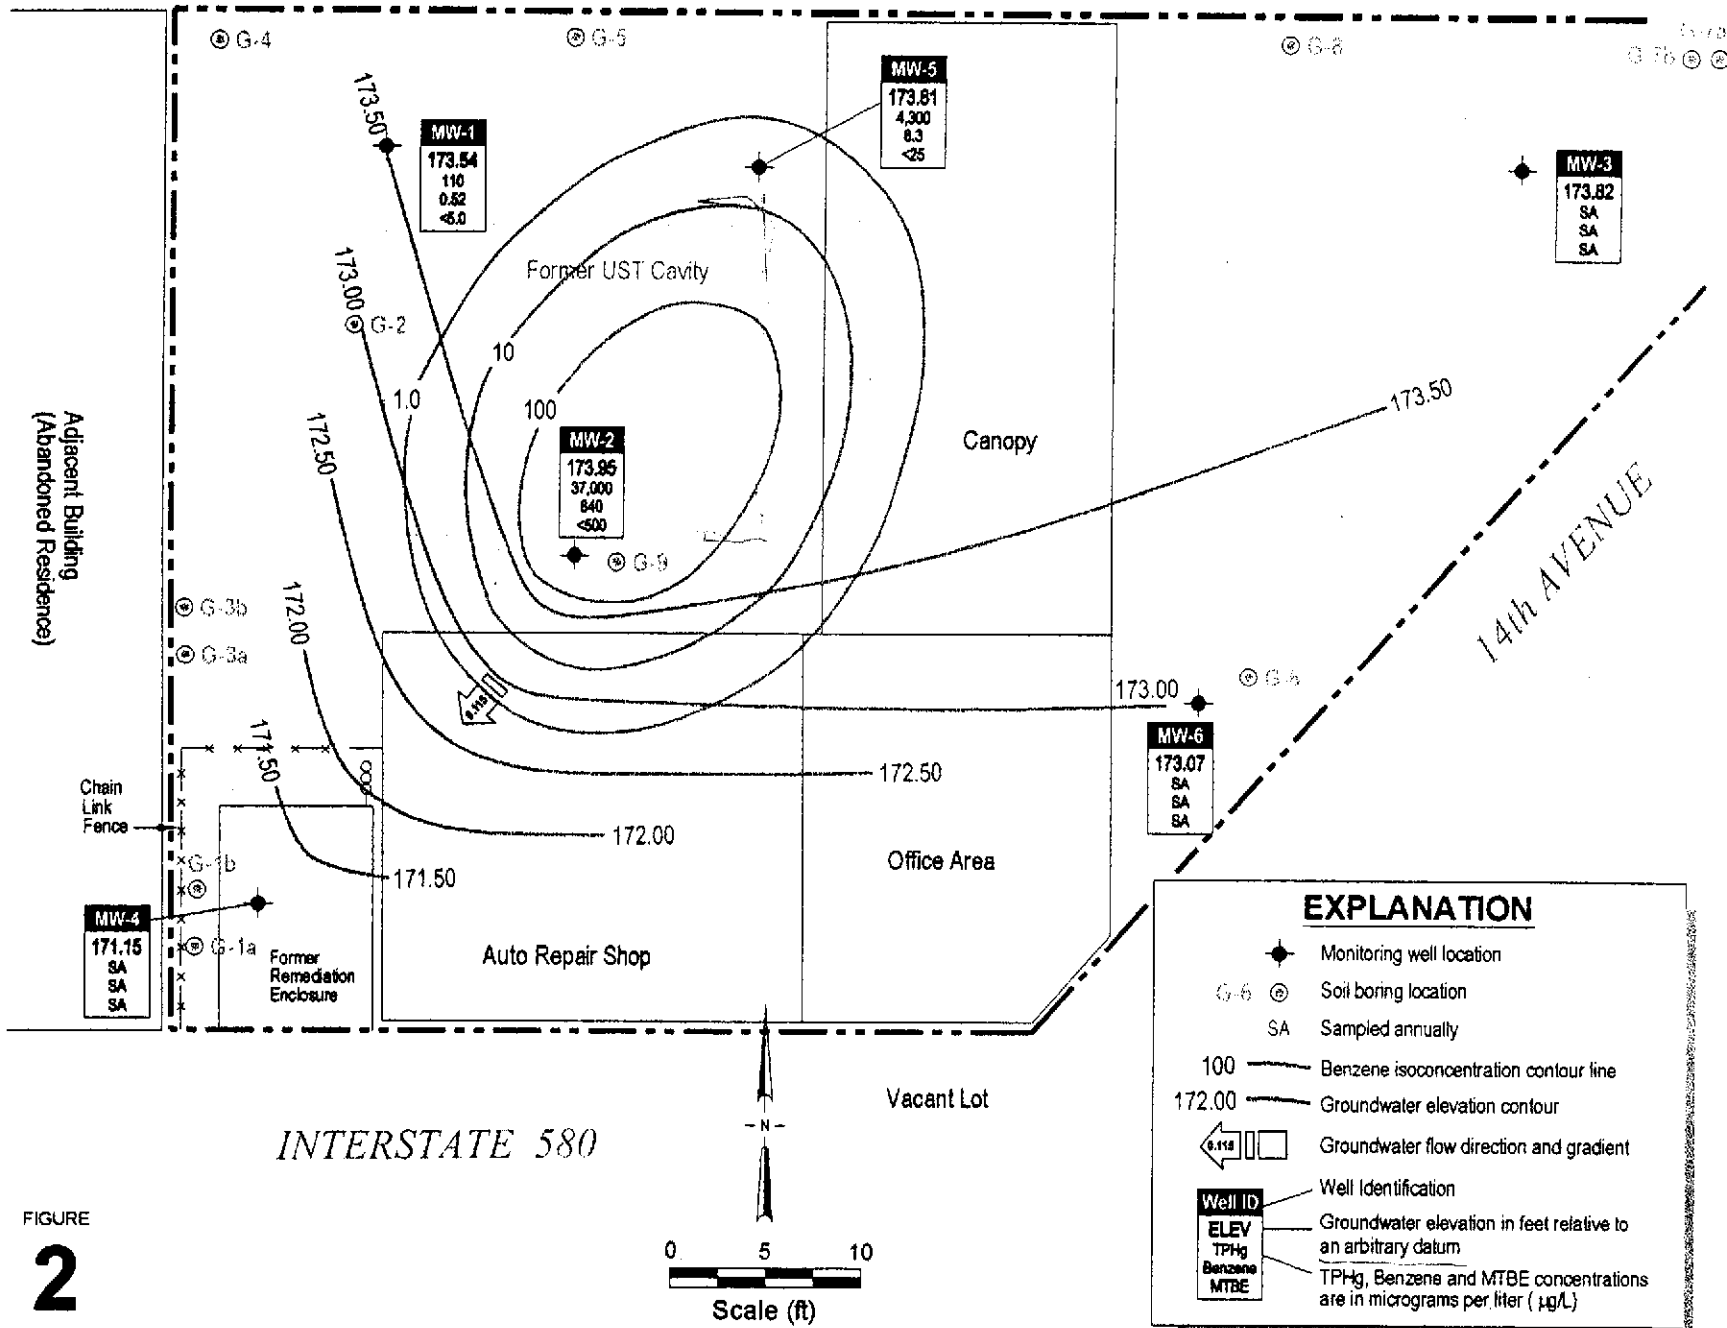 G-4
G-5
G-8
G-7b
173.50
MW-1
173.54
110
0.52
<5.0
MW-5
173.81
4,300
8.3
<25
MW-3
173.82
SA
SA
SA
173.00
G-2
Former UST Cavity
10
1.0
100
172.50
MW-2
173.95
37,000
840
<500
G-9
Canopy
173.50
14th AVENUE
Adjacent Building
(Abandoned Residence)
G-3b
G-3a
172.00
0.115
173.00
G-6
MW-6
173.07
SA
SA
SA
171.50
172.50
172.00
171.50
Chain
Link
Fence
G-1b
MW-4
171.15
SA
SA
SA
G-1a
Former
Remediation
Enclosure
Auto Repair Shop
Office Area
Vacant Lot
INTERSTATE 580
N
FIGURE
2
0 5 10
Scale (ft)
EXPLANATION
Monitoring well location
G-6 Soil boring location
SA Sampled annually
100 Benzene isoconcentration contour line
172.00 Groundwater elevation contour
0.115 Groundwater flow direction and gradient
Well ID
ELEV
TPHg
Benzene
MTBE
Well Identification
Groundwater elevation in feet relative to
an arbitrary datum
TPHg, Benzene and MTBE concentrations
are in micrograms per liter ( µg/L)